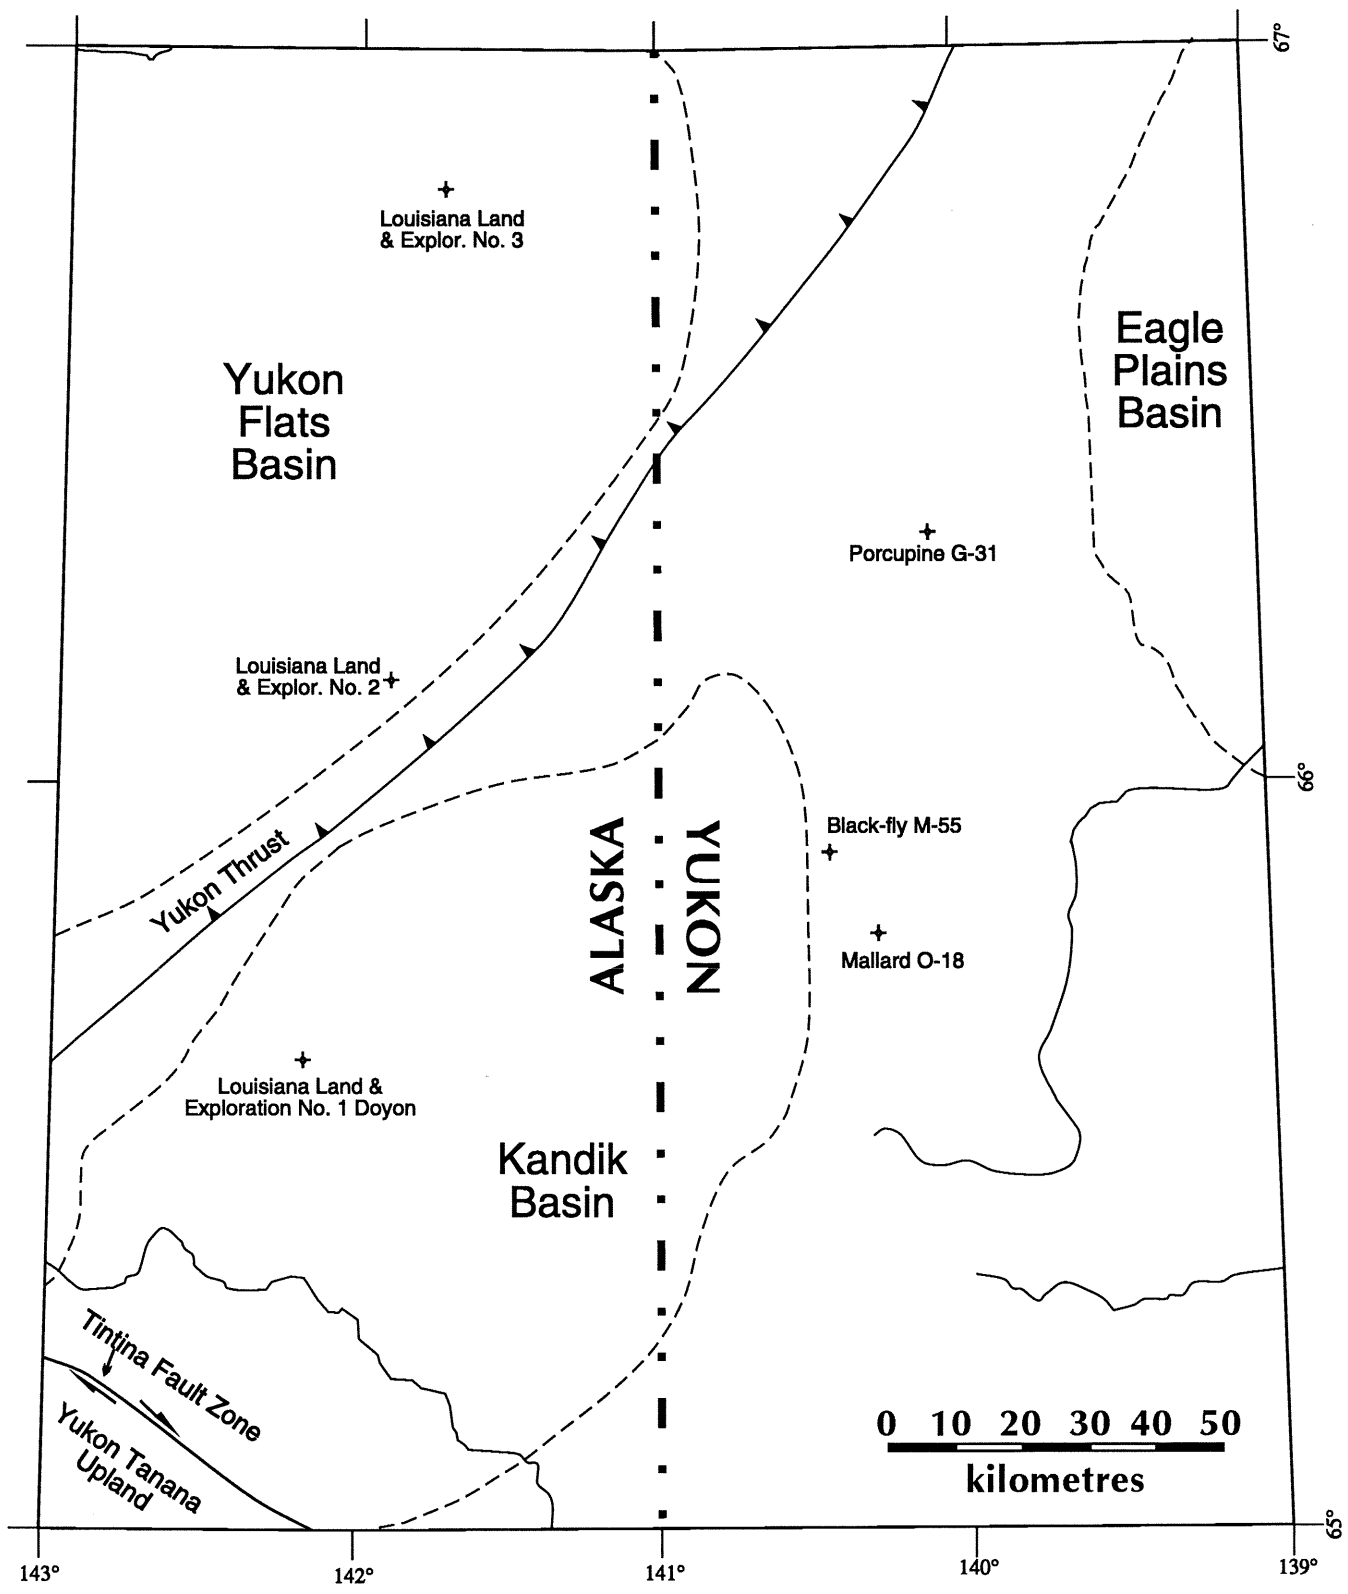 67°
Louisiana Land
& Explor. No. 3
Yukon
Flats
Basin
Eagle
Plains
Basin
Porcupine G-31
Louisiana Land
& Explor. No. 2
66°
Yukon Thrust
ALASKA
YUKON
Black-fly M-55
Mallard O-18
Louisiana Land &
Exploration No. 1 Doyon
Kandik
Basin
Tintina Fault Zone
Yukon Tanana
Upland
0 10 20 30 40 50
kilometres
65°
143° 142° 141° 140° 139°